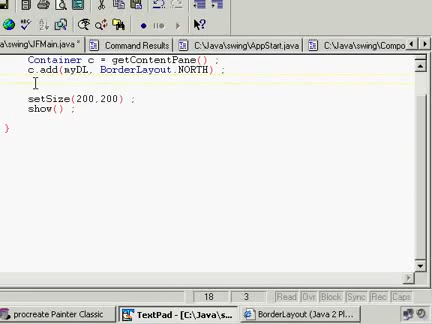 a\swing\JFMain.java * Command Results C:\Java\swing\AppStart.java C:\Java\swing\Compo
Container c = getContentPane() ;
c.add(myDL, BorderLayout.NORTH) ;
setSize(200,200) ;
show() ;
}
18 3 Read Ovr Block Sync Rec Caps
procreate Painter Classic TextPad - [C:\Java\s... BorderLayout (Java 2 Pl...